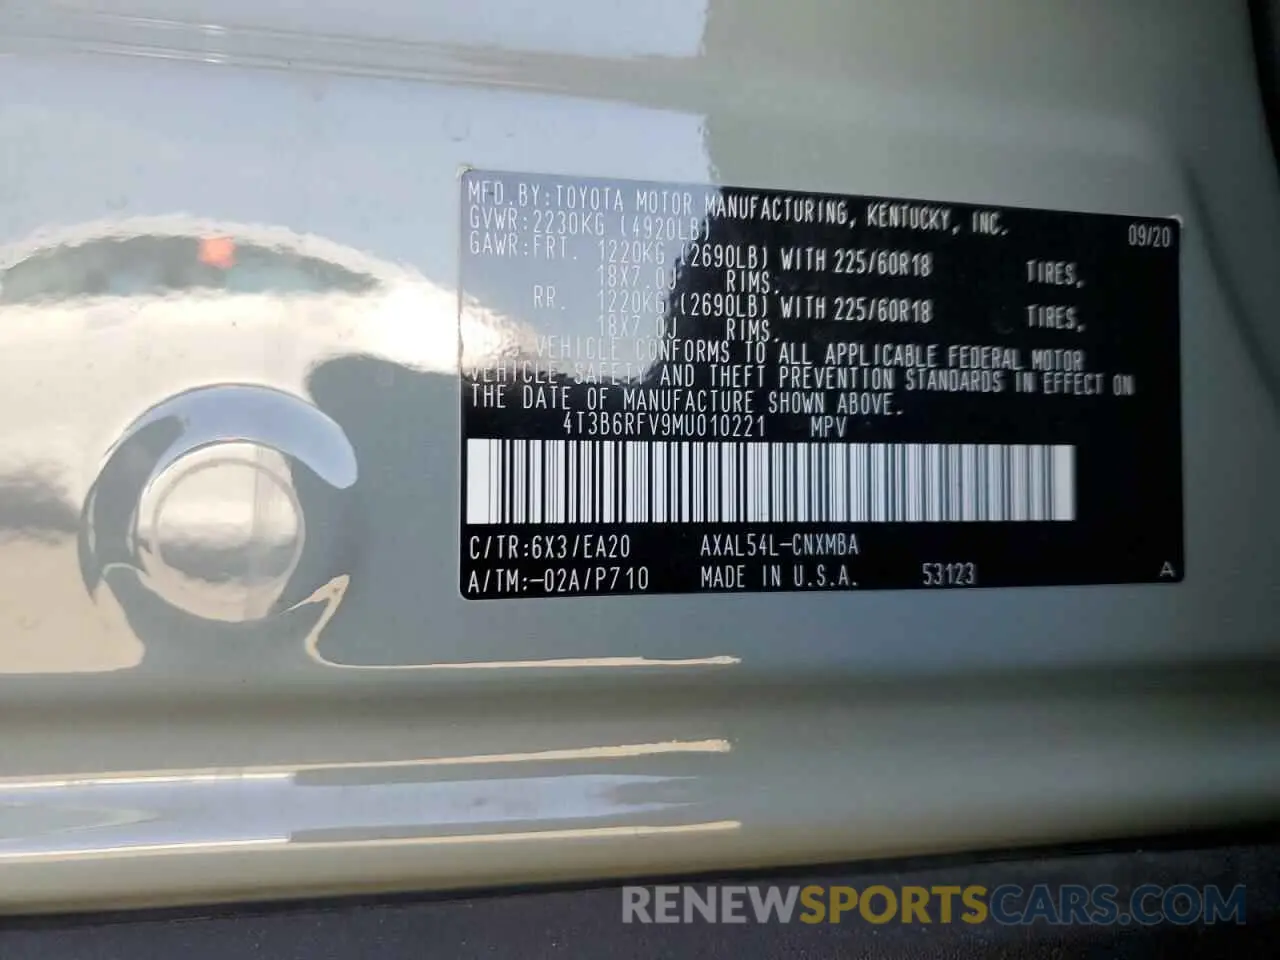 MFD.BY:TOYOTA MOTOR MANUFACTURING, KENTUCKY, INC. 09/20
GVWR:2230KG (4920LB)
GAWR:FRT. 1220KG (2690LB) WITH 225/60R18 TIRES,
18X7.0J RIMS.
RR. 1220KG (2690LB) WITH 225/60R18 TIRES,
18X7.0J RIMS.
VEHICLE CONFORMS TO ALL APPLICABLE FEDERAL MOTOR
VEHICLE SAFETY AND THEFT PREVENTION STANDARDS IN EFFECT ON
THE DATE OF MANUFACTURE SHOWN ABOVE.
4T3B6RFV9MU010221 MPV
C/TR:6X3/EA20 AXAL54L-CNXMBA
A/TM:-02A/P710 MADE IN U.S.A. 53123 A
RENEWSPORTSCARS.COM